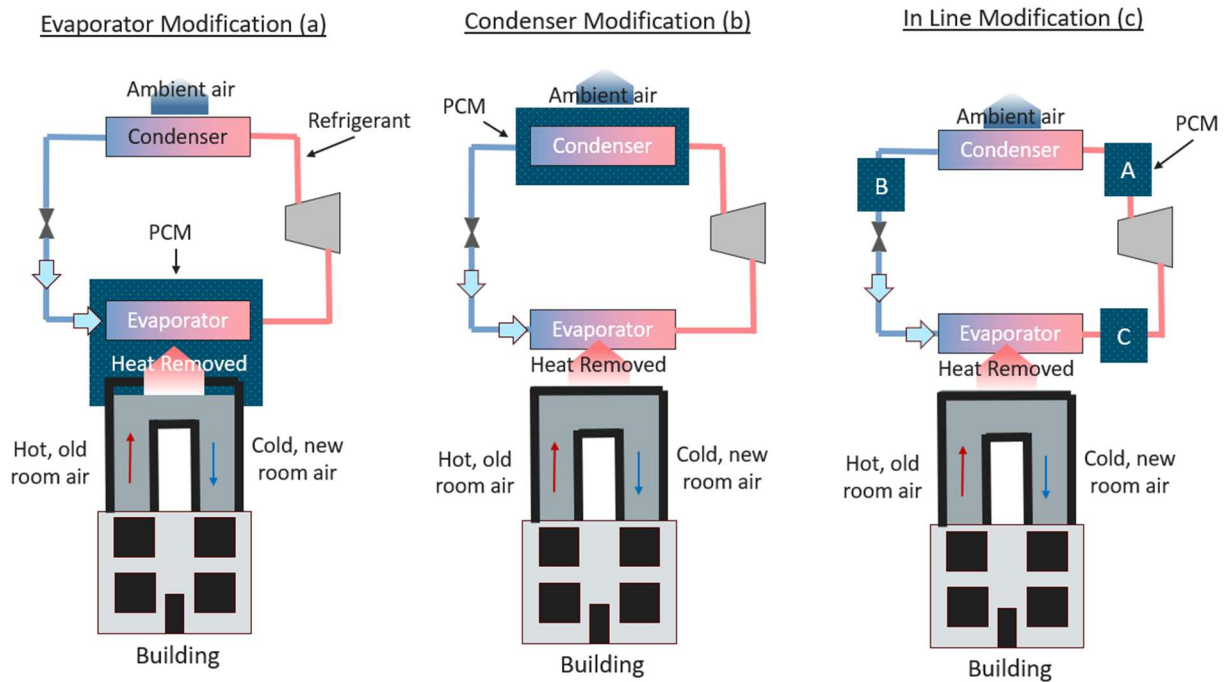 Evaporator Modification (a)
Ambient air
Condenser
Refrigerant
PCM
Evaporator
Heat Removed
Hot, old
room air
Cold, new
room air
Building
Condenser Modification (b)
Ambient air
PCM
Condenser
Evaporator
Heat Removed
Hot, old
room air
Cold, new
room air
Building
In Line Modification (c)
Ambient air
PCM
Condenser
A
B
Evaporator
C
Heat Removed
Hot, old
room air
Cold, new
room air
Building